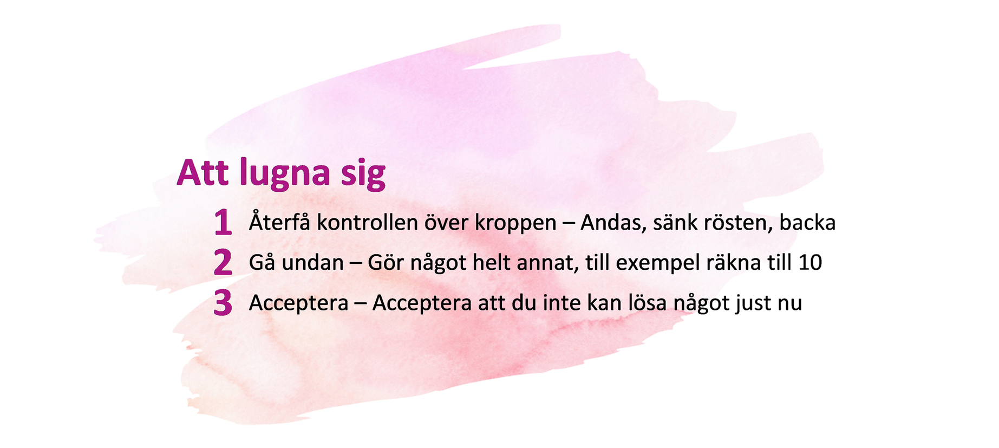 Att lugna sig
1 Återfå kontrollen över kroppen – Andas, sänk rösten, backa
2 Gå undan – Gör något helt annat, till exempel räkna till 10
3 Acceptera – Acceptera att du inte kan lösa något just nu